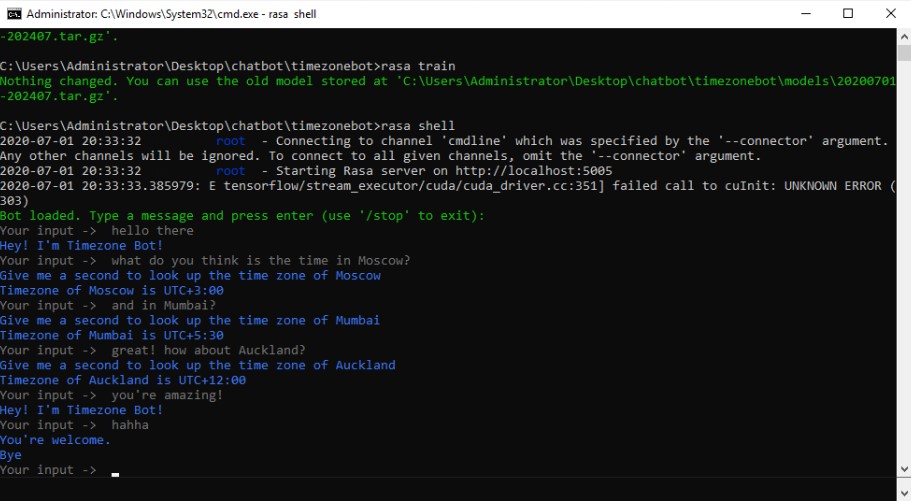 Administrator: C:\Windows\System32\cmd.exe - rasa  shell
-202407.tar.gz'.
C:\Users\Administrator\Desktop\chatbot\timezonebot>rasa train
Nothing changed. You can use the old model stored at 'C:\Users\Administrator\Desktop\chatbot\timezonebot\models\20200701
-202407.tar.gz'.
C:\Users\Administrator\Desktop\chatbot\timezonebot>rasa shell
2020-07-01 20:33:32 root - Connecting to channel 'cmdline' which was specified by the '--connector' argument.
Any other channels will be ignored. To connect to all given channels, omit the '--connector' argument.
2020-07-01 20:33:32 root - Starting Rasa server on http://localhost:5005
2020-07-01 20:33:33.385979: E tensorflow/stream_executor/cuda/cuda_driver.cc:351] failed call to cuInit: UNKNOWN ERROR (
303)
Bot loaded. Type a message and press enter (use '/stop' to exit):
Your input -> hello there
Hey! I'm Timezone Bot!
Your input -> what do you think is the time in Moscow?
Give me a second to look up the time zone of Moscow
Timezone of Moscow is UTC+3:00
Your input -> and in Mumbai?
Give me a second to look up the time zone of Mumbai
Timezone of Mumbai is UTC+5:30
Your input -> great! how about Auckland?
Give me a second to look up the time zone of Auckland
Timezone of Auckland is UTC+12:00
Your input -> you're amazing!
Hey! I'm Timezone Bot!
Your input -> hahha
You're welcome.
Bye
Your input ->